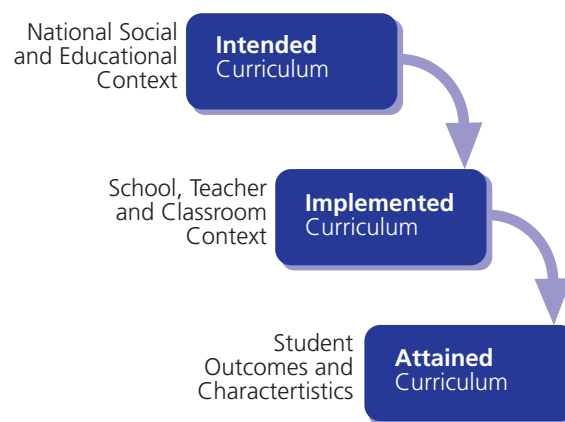 National Social
and Educational
Context
Intended
Curriculum
School, Teacher
and Classroom
Context
Implemented
Curriculum
Student
Outcomes and
Charactertistics
Attained
Curriculum